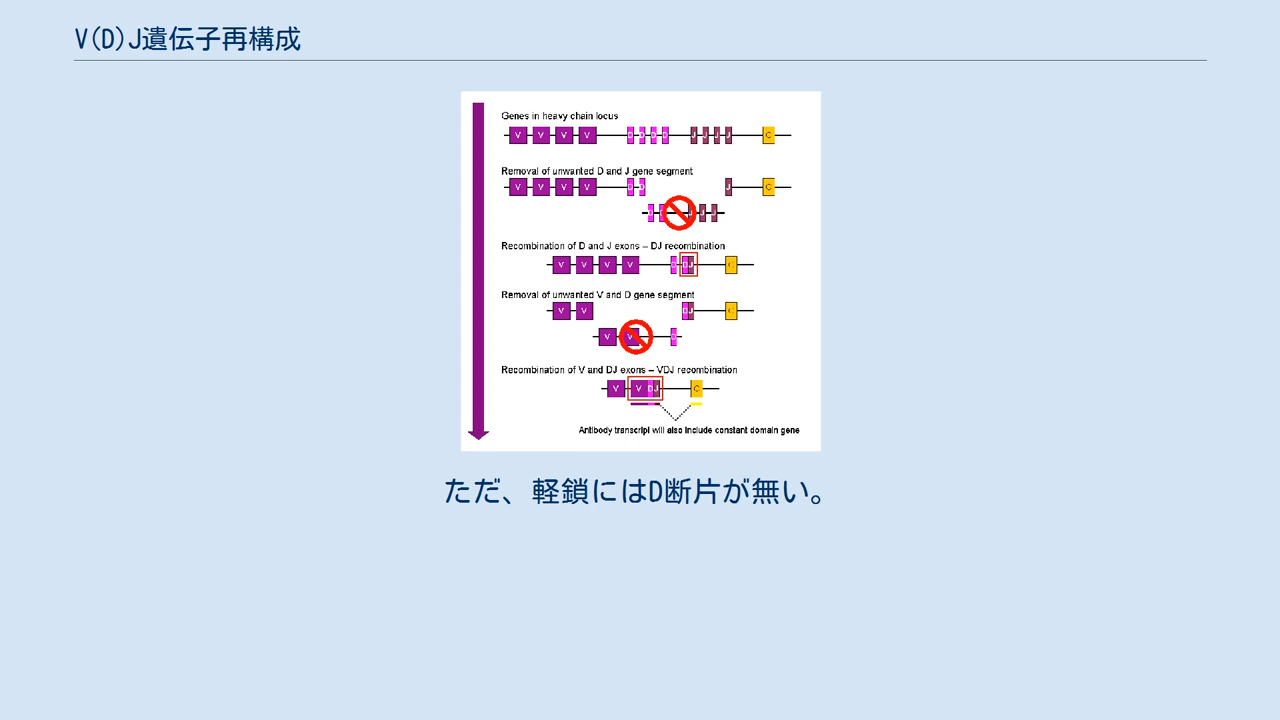 V(D)J遺伝子再構成
Genes in heavy chain locus
V V V V D D D D J J J J C
Removal of unwanted D and J gene segment
V V V V D D J C
Recombination of D and J exons – DJ recombination
V V V V D DJ C
Removal of unwanted V and D gene segment
V V DJ C
V V D
Recombination of V and DJ exons – VDJ recombination
V V DJ C
Antibody transcript will also include constant domain gene
ただ、軽鎖にはD断片が無い。